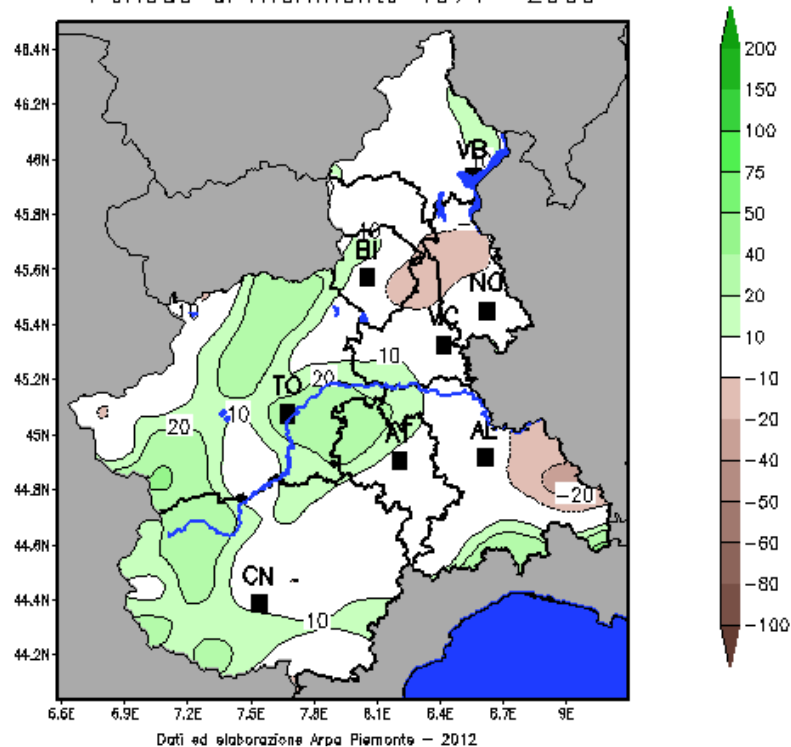 48.4N
46.2N
46N
45.8N
45.6N
45.4N
45.2N
45N
44.8N
44.6N
44.4N
44.2N
VB
10
BI
NO
VC
10
10
TO
20
10
20
AT
AL
-20
CN
10
6.6E 6.9E 7.2E 7.5E 7.8E 8.1E 8.4E 8.7E 9E
200
150
100
75
50
40
20
10
-10
-20
-40
-50
-60
-80
-100
Dati ed elaborazione Arpa Piemonte - 2012